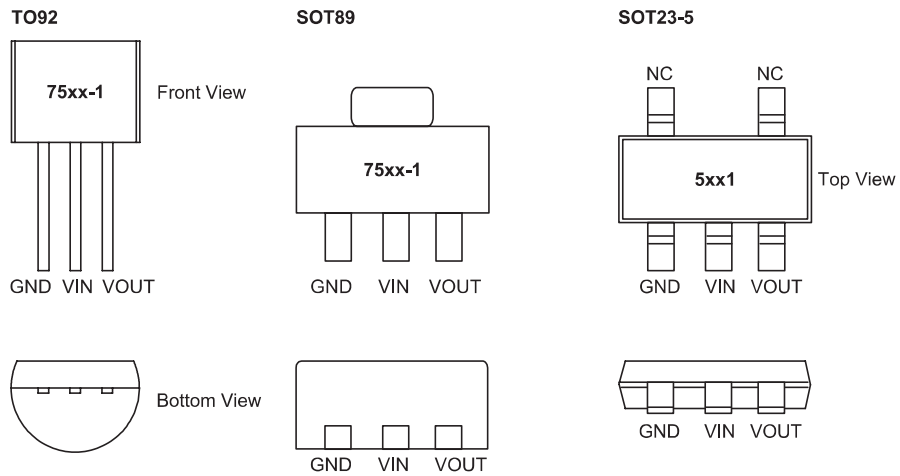 TO92 SOT89 SOT23-5
NC NC
75xx-1 Front View
75xx-1 5xx1 Top View
GND VIN VOUT GND VIN VOUT GND VIN VOUT
Bottom View
GND VIN VOUT
GND VIN VOUT